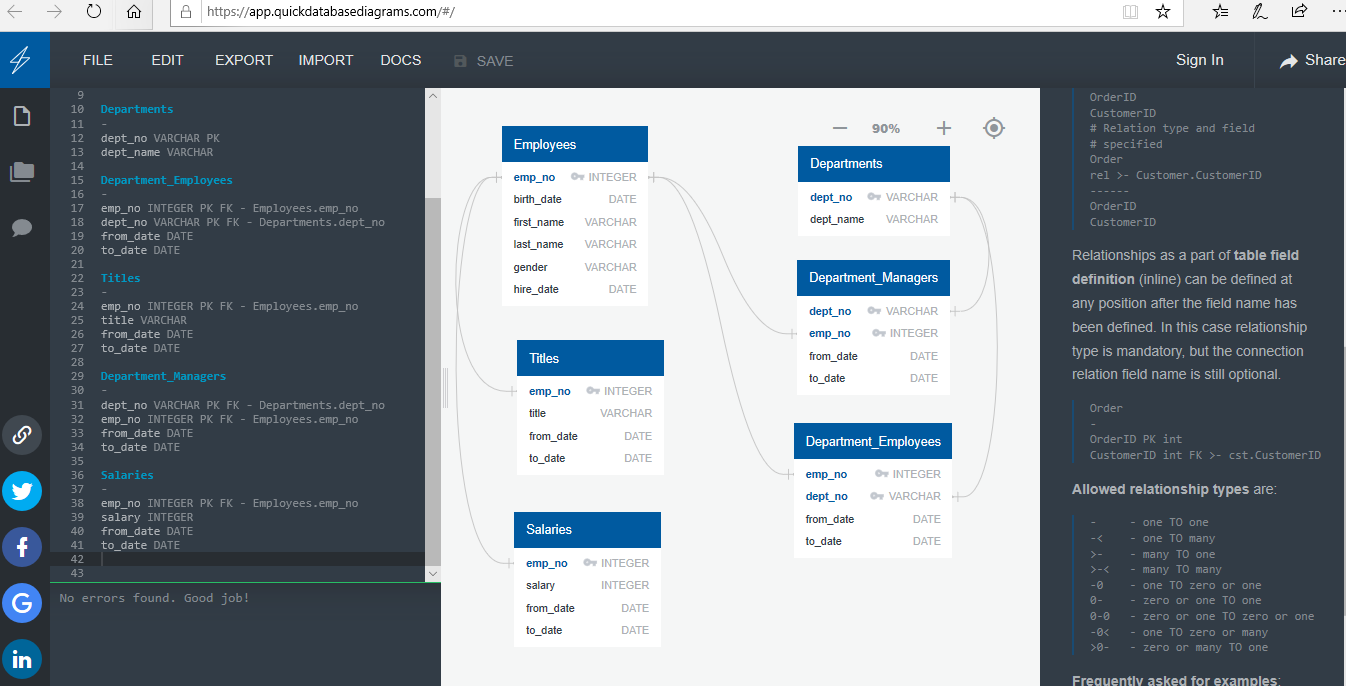 https://app.quickdatabasediagrams.com/#/
FILE EDIT EXPORT IMPORT DOCS SAVE Sign In Share
9
10 Departments
11 -
12 dept_no VARCHAR PK
13 dept_name VARCHAR
14
15 Department_Employees
16 -
17 emp_no INTEGER PK FK - Employees.emp_no
18 dept_no VARCHAR PK FK - Departments.dept_no
19 from_date DATE
20 to_date DATE
21
22 Titles
23 -
24 emp_no INTEGER PK FK - Employees.emp_no
25 title VARCHAR
26 from_date DATE
27 to_date DATE
28
29 Department_Managers
30 -
31 dept_no VARCHAR PK FK - Departments.dept_no
32 emp_no INTEGER PK FK - Employees.emp_no
33 from_date DATE
34 to_date DATE
35
36 Salaries
37 -
38 emp_no INTEGER PK FK - Employees.emp_no
39 salary INTEGER
40 from_date DATE
41 to_date DATE
42
43
No errors found. Good job!
90%
Employees
emp_no INTEGER
birth_date DATE
first_name VARCHAR
last_name VARCHAR
gender VARCHAR
hire_date DATE
Titles
emp_no INTEGER
title VARCHAR
from_date DATE
to_date DATE
Salaries
emp_no INTEGER
salary INTEGER
from_date DATE
to_date DATE
Departments
dept_no VARCHAR
dept_name VARCHAR
Department_Managers
dept_no VARCHAR
emp_no INTEGER
from_date DATE
to_date DATE
Department_Employees
emp_no INTEGER
dept_no VARCHAR
from_date DATE
to_date DATE
OrderID
CustomerID
# Relation type and field
# specified
Order
rel >- Customer.CustomerID
------
OrderID
CustomerID
Relationships as a part of table field
definition (inline) can be defined at
any position after the field name has
been defined. In this case relationship
type is mandatory, but the connection
relation field name is still optional.
Order
-
OrderID PK int
CustomerID int FK >- cst.CustomerID
Allowed relationship types are:
- - one TO one
-< - one TO many
>- - many TO one
>-< - many TO many
-0 - one TO zero or one
0- - zero or one TO one
0-0 - zero or one TO zero or one
-0< - one TO zero or many
>0- - zero or many TO one
Frequently asked for examples: